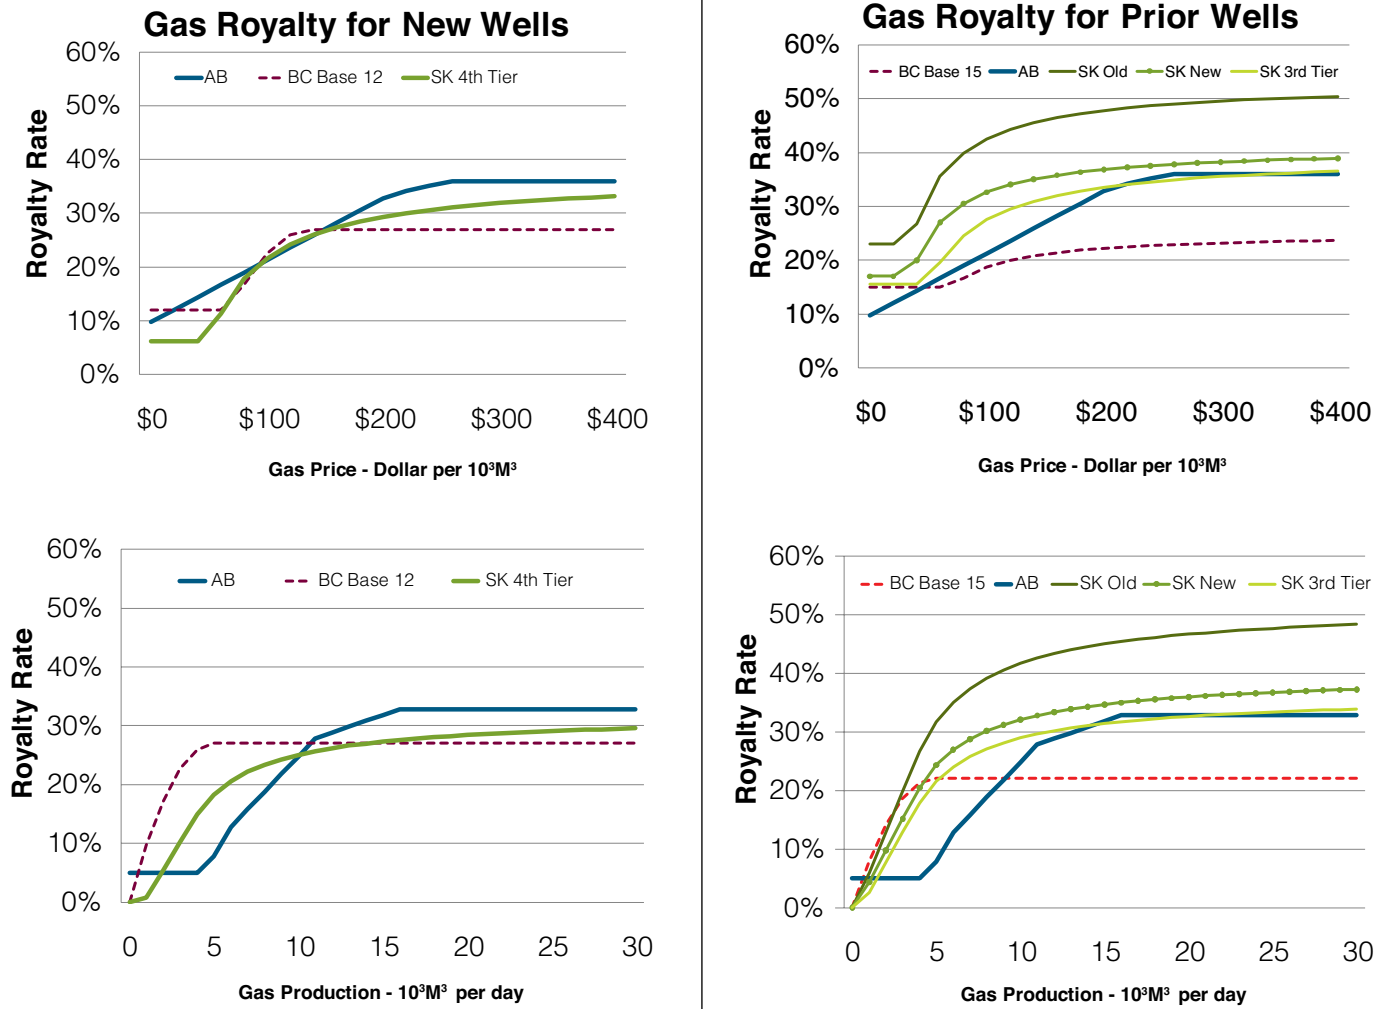 Gas Royalty for New Wells
60%
AB BC Base 12 SK 4th Tier
50%
40%
30%
20%
10%
0%
Royalty Rate
$0 $100 $200 $300 $400
Gas Price - Dollar per 10³M³
Gas Royalty for Prior Wells
60%
BC Base 15 AB SK Old SK New SK 3rd Tier
50%
40%
30%
20%
10%
0%
Royalty Rate
$0 $100 $200 $300 $400
Gas Price - Dollar per 10³M³
60%
AB BC Base 12 SK 4th Tier
50%
40%
30%
20%
10%
0%
Royalty Rate
0 5 10 15 20 25 30
Gas Production - 10³M³ per day
60%
BC Base 15 AB SK Old SK New SK 3rd Tier
50%
40%
30%
20%
10%
0%
Royalty Rate
0 5 10 15 20 25 30
Gas Production - 10³M³ per day